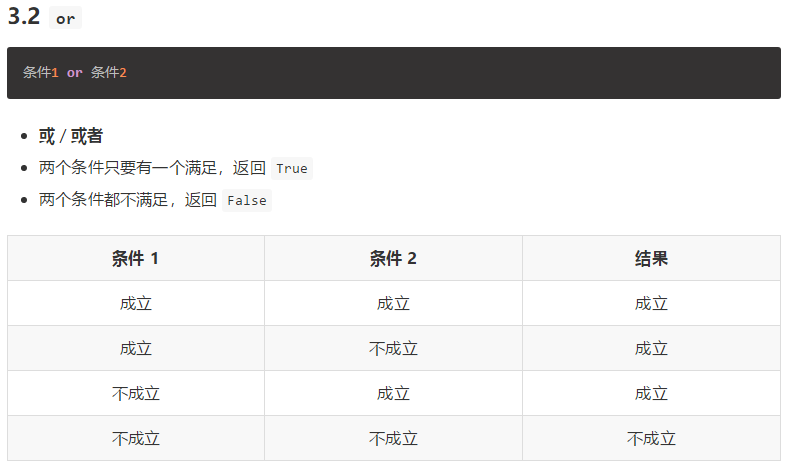 3.2 or
条件1 or 条件2
或 / 或者
两个条件只要有一个满足，返回 True
两个条件都不满足，返回 False
条件 1 条件 2 结果
成立 成立 成立
成立 不成立 成立
不成立 成立 成立
不成立 不成立 不成立